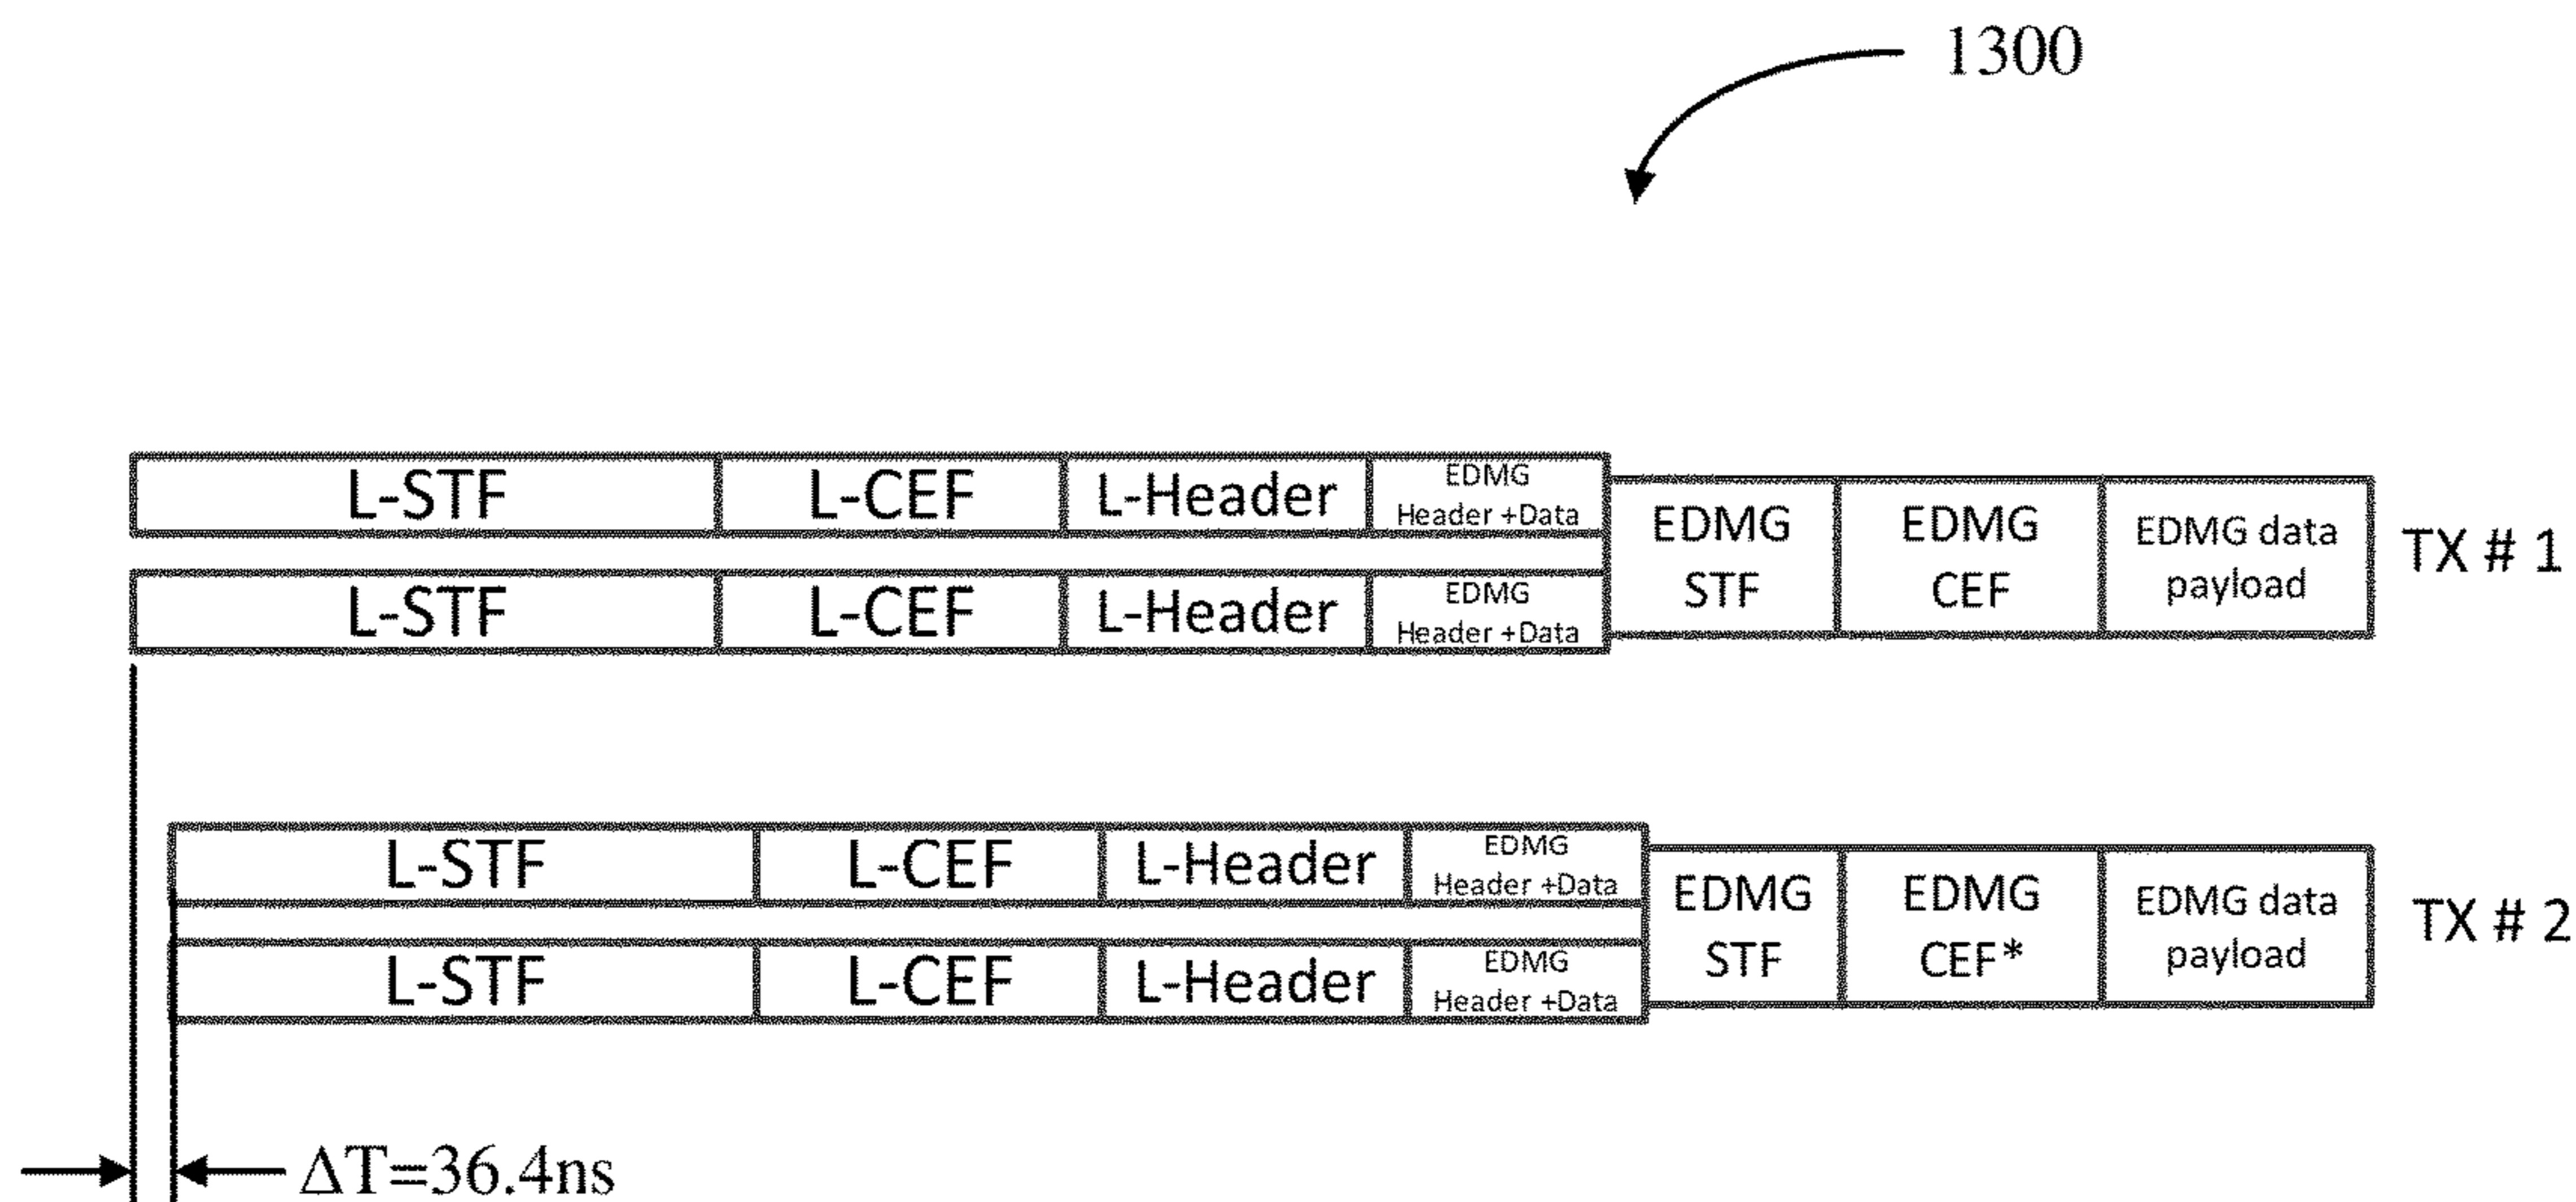 1300
L-STF L-CEF L-Header EDMG
Header +Data
EDMG
STF
EDMG
CEF
EDMG data
payload
TX # 1
L-STF L-CEF L-Header EDMG
Header +Data
L-STF L-CEF L-Header EDMG
Header +Data
EDMG
STF
EDMG
CEF*
EDMG data
payload
TX # 2
L-STF L-CEF L-Header EDMG
Header +Data
ΔT=36.4ns